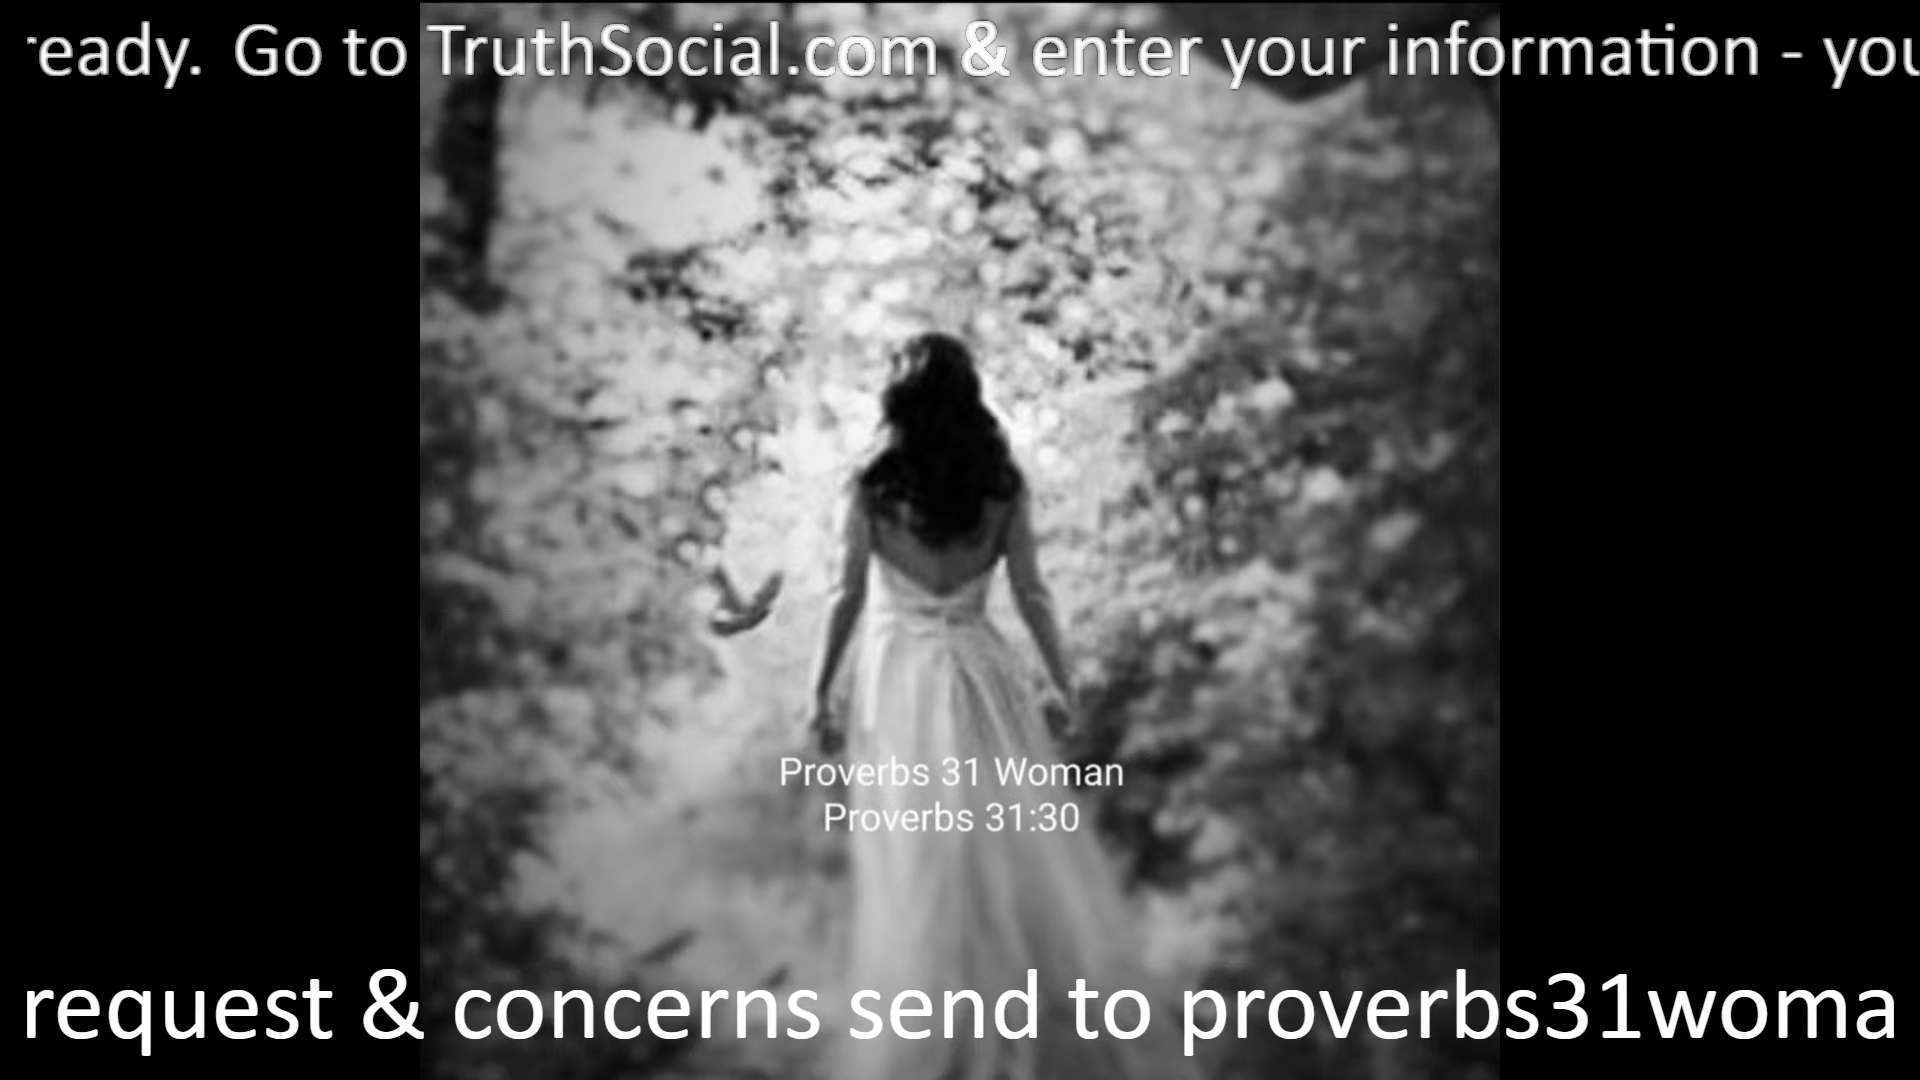 ready. Go to TruthSocial.com & enter your information - you
Proverbs 31 Woman
Proverbs 31:30
request & concerns send to proverbs31woma